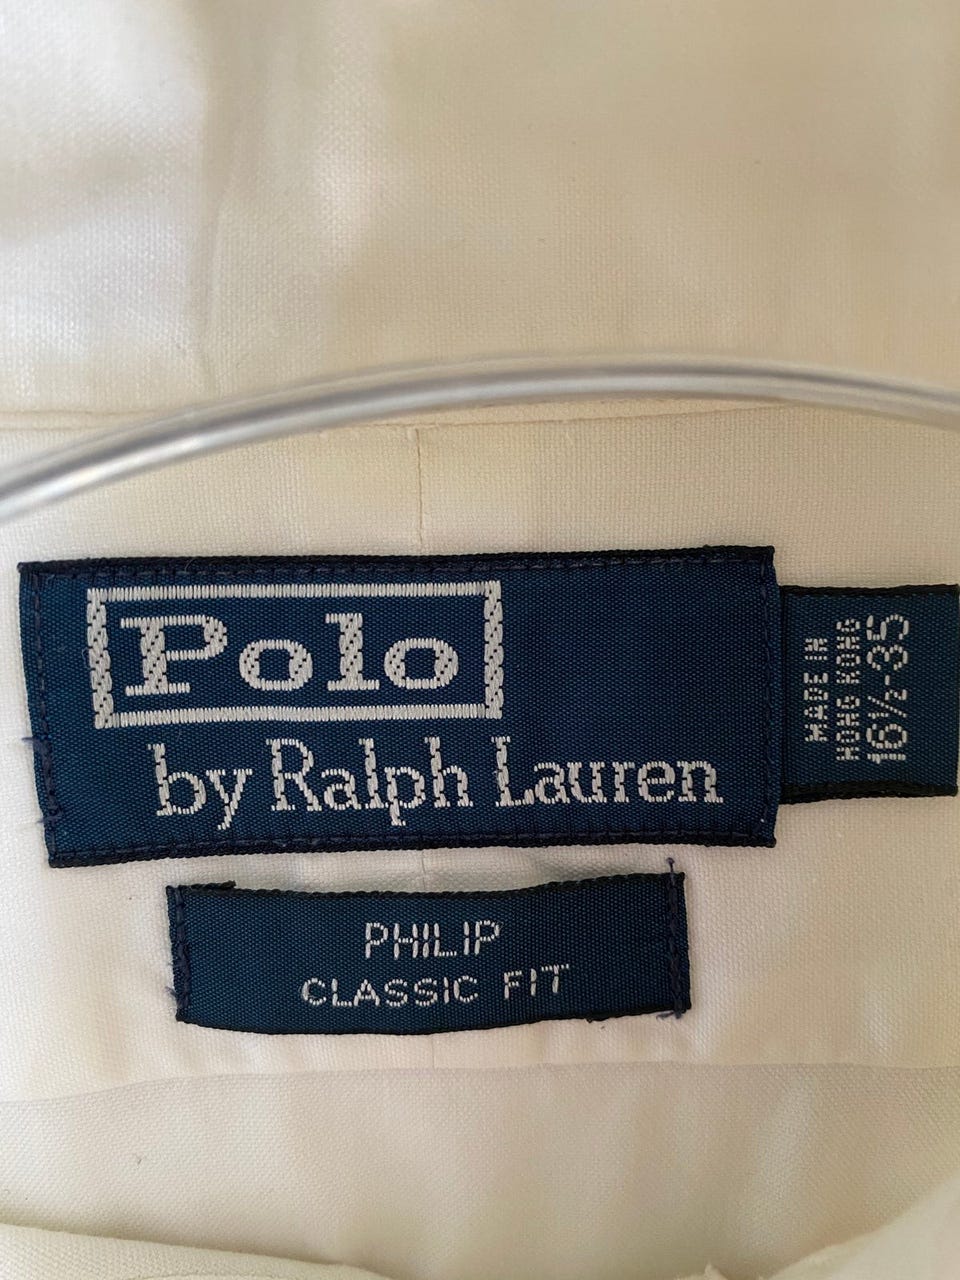 Polo
by Ralph Lauren
MADE IN
HONG KONG
16½-35
PHILIP
CLASSIC FIT